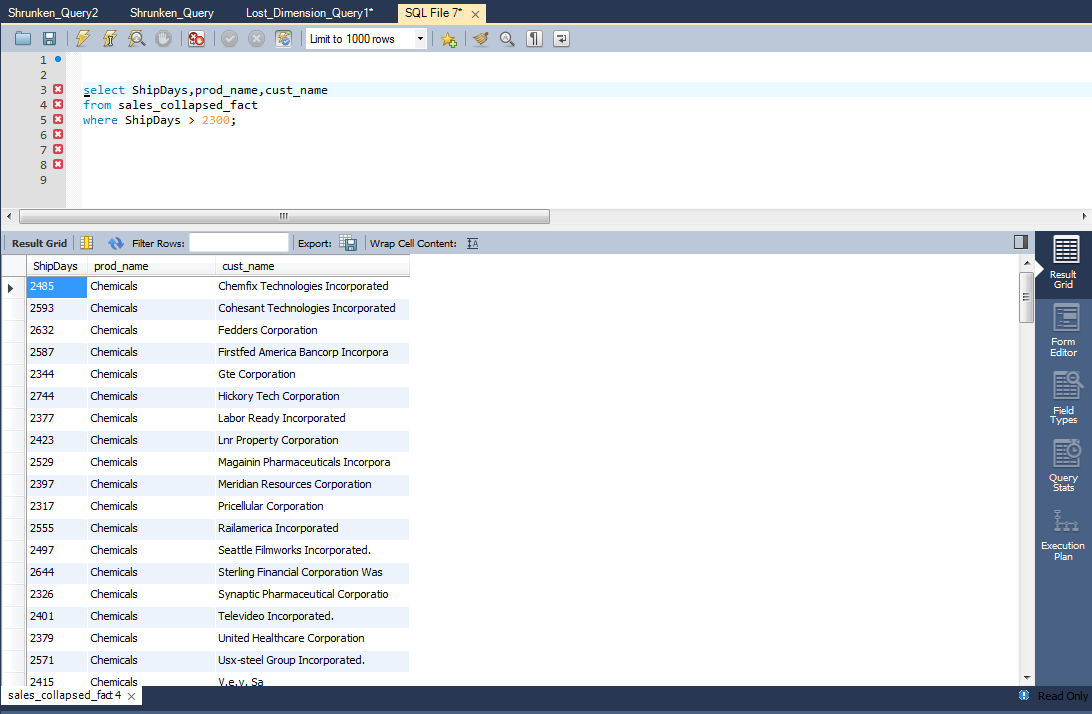 Shrunken_Query2 Shrunken_Query Lost_Dimension_Query1* SQL File 7*
Limit to 1000 rows
1
2
3 select ShipDays,prod_name,cust_name
4 from sales_collapsed_fact
5 where ShipDays > 2300;
6
7
8
9
Result Grid Filter Rows: Export: Wrap Cell Content:
ShipDays prod_name cust_name
2485 Chemicals Chemfix Technologies Incorporated
2593 Chemicals Cohesant Technologies Incorporated
2632 Chemicals Fedders Corporation
2587 Chemicals Firstfed America Bancorp Incorpora
2344 Chemicals Gte Corporation
2744 Chemicals Hickory Tech Corporation
2377 Chemicals Labor Ready Incorporated
2423 Chemicals Lnr Property Corporation
2529 Chemicals Magainin Pharmaceuticals Incorpora
2397 Chemicals Meridian Resources Corporation
2317 Chemicals Pricellular Corporation
2555 Chemicals Railamerica Incorporated
2497 Chemicals Seattle Filmworks Incorporated.
2644 Chemicals Sterling Financial Corporation Was
2326 Chemicals Synaptic Pharmaceutical Corporatio
2401 Chemicals Televideo Incorporated.
2379 Chemicals United Healthcare Corporation
2571 Chemicals Usx-steel Group Incorporated.
2415 Chemicals V.e.v. Sa
Result
Grid
Form
Editor
Field
Types
Query
Stats
Execution
Plan
sales_collapsed_fact 4
Read Only